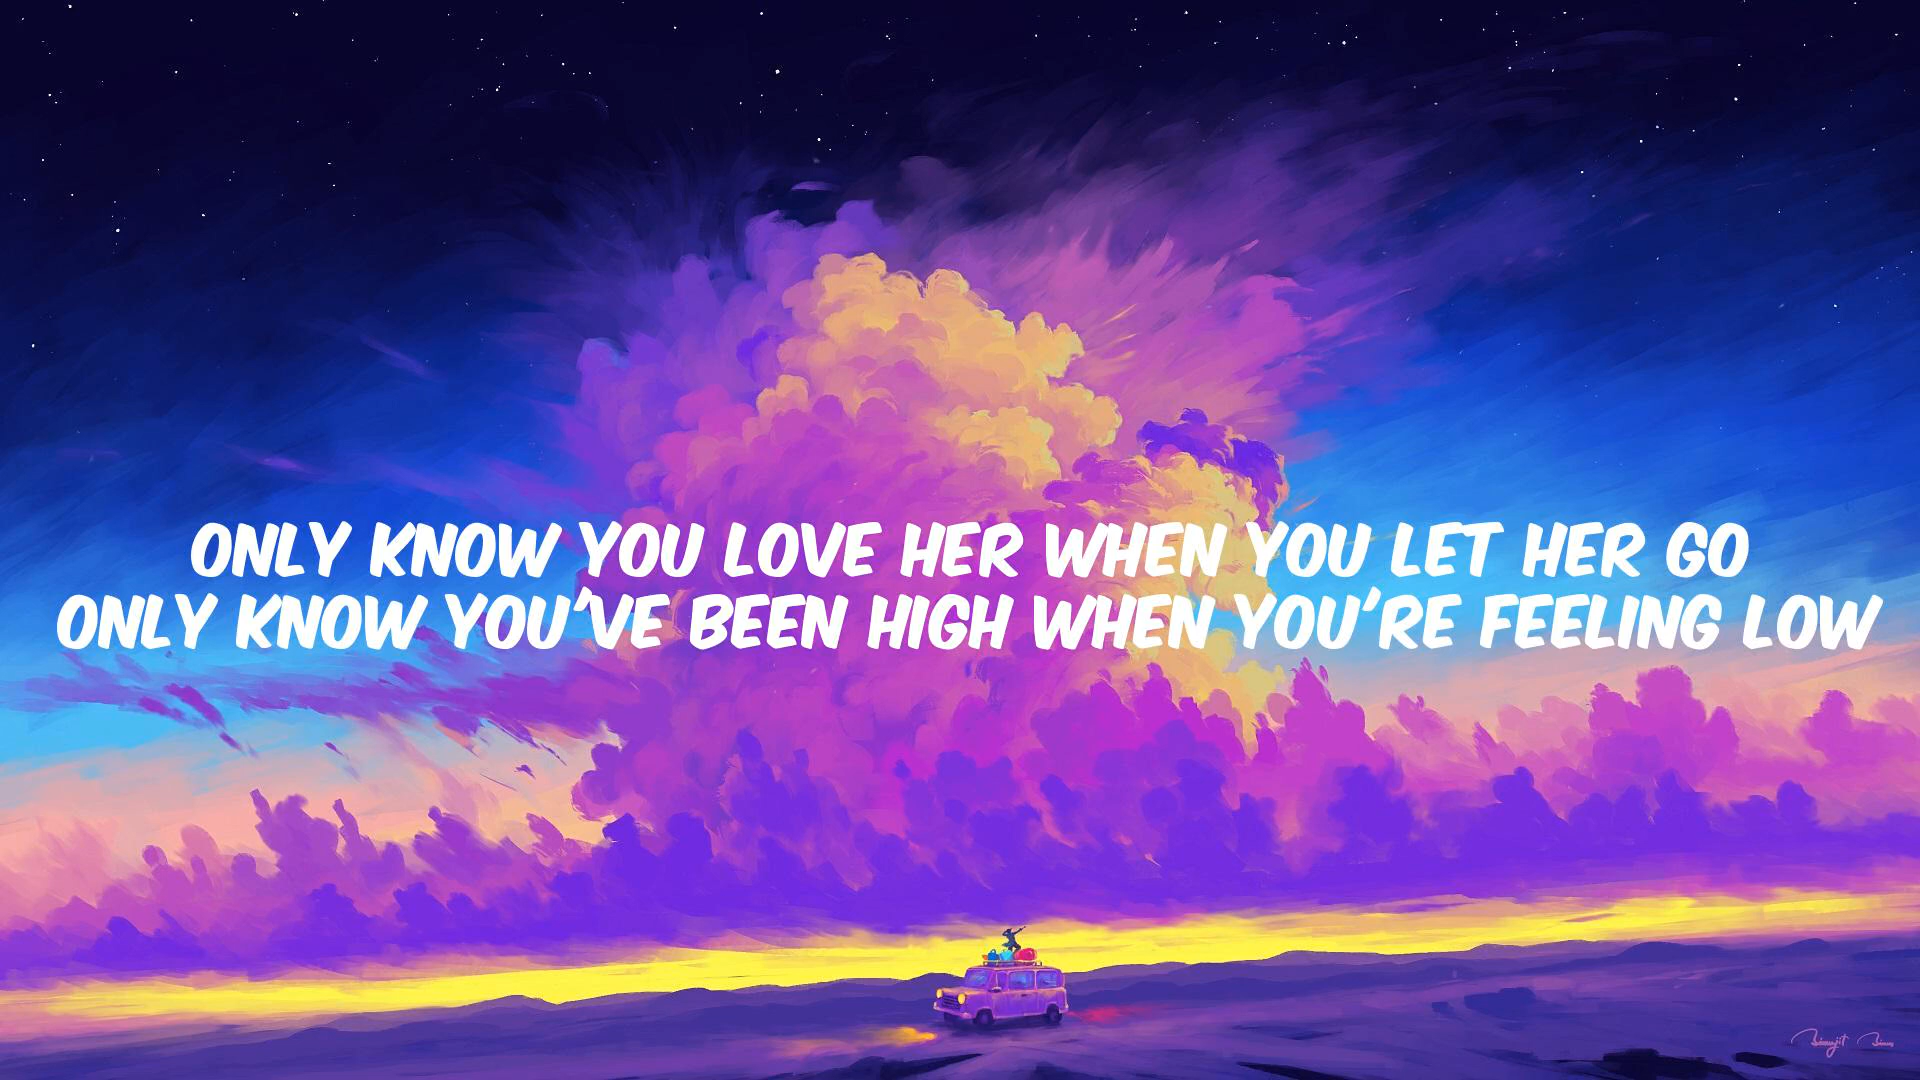 ONLY KNOW YOU LOVE HER WHEN YOU LET HER GO
ONLY KNOW YOU'VE BEEN HIGH WHEN YOU'RE FEELING LOW